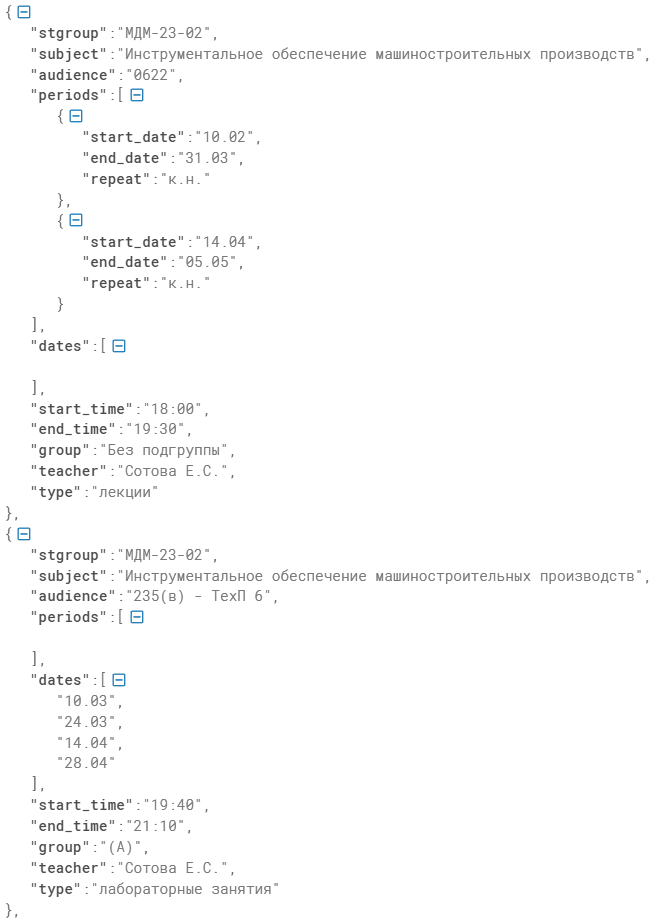 {
"stgroup":"МДМ-23-02",
"subject":"Инструментальное обеспечение машиностроительных производств",
"audience":"0622",
"periods":[
{
"start_date":"10.02",
"end_date":"31.03",
"repeat":"к.н."
},
{
"start_date":"14.04",
"end_date":"05.05",
"repeat":"к.н."
}
],
"dates":[
],
"start_time":"18:00",
"end_time":"19:30",
"group":"Без подгруппы",
"teacher":"Сотова Е.С.",
"type":"лекции"
},
{
"stgroup":"МДМ-23-02",
"subject":"Инструментальное обеспечение машиностроительных производств",
"audience":"235(в) - ТехП 6",
"periods":[
],
"dates":[
"10.03",
"24.03",
"14.04",
"28.04"
],
"start_time":"19:40",
"end_time":"21:10",
"group":"(А)",
"teacher":"Сотова Е.С.",
"type":"лабораторные занятия"
},